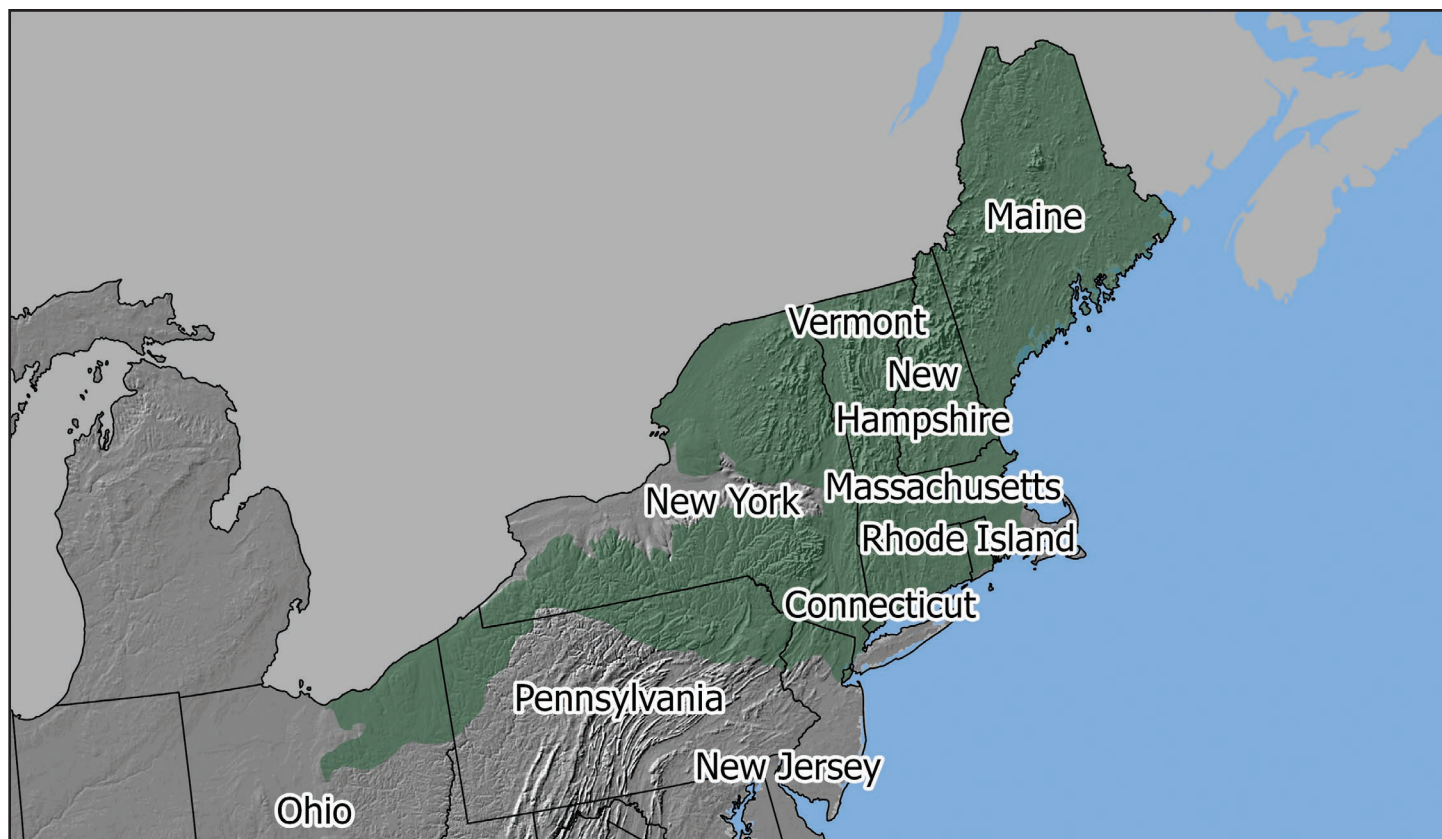 Maine
Vermont
New
Hampshire
Massachusetts
New York
Rhode Island
Connecticut
Pennsylvania
New Jersey
Ohio